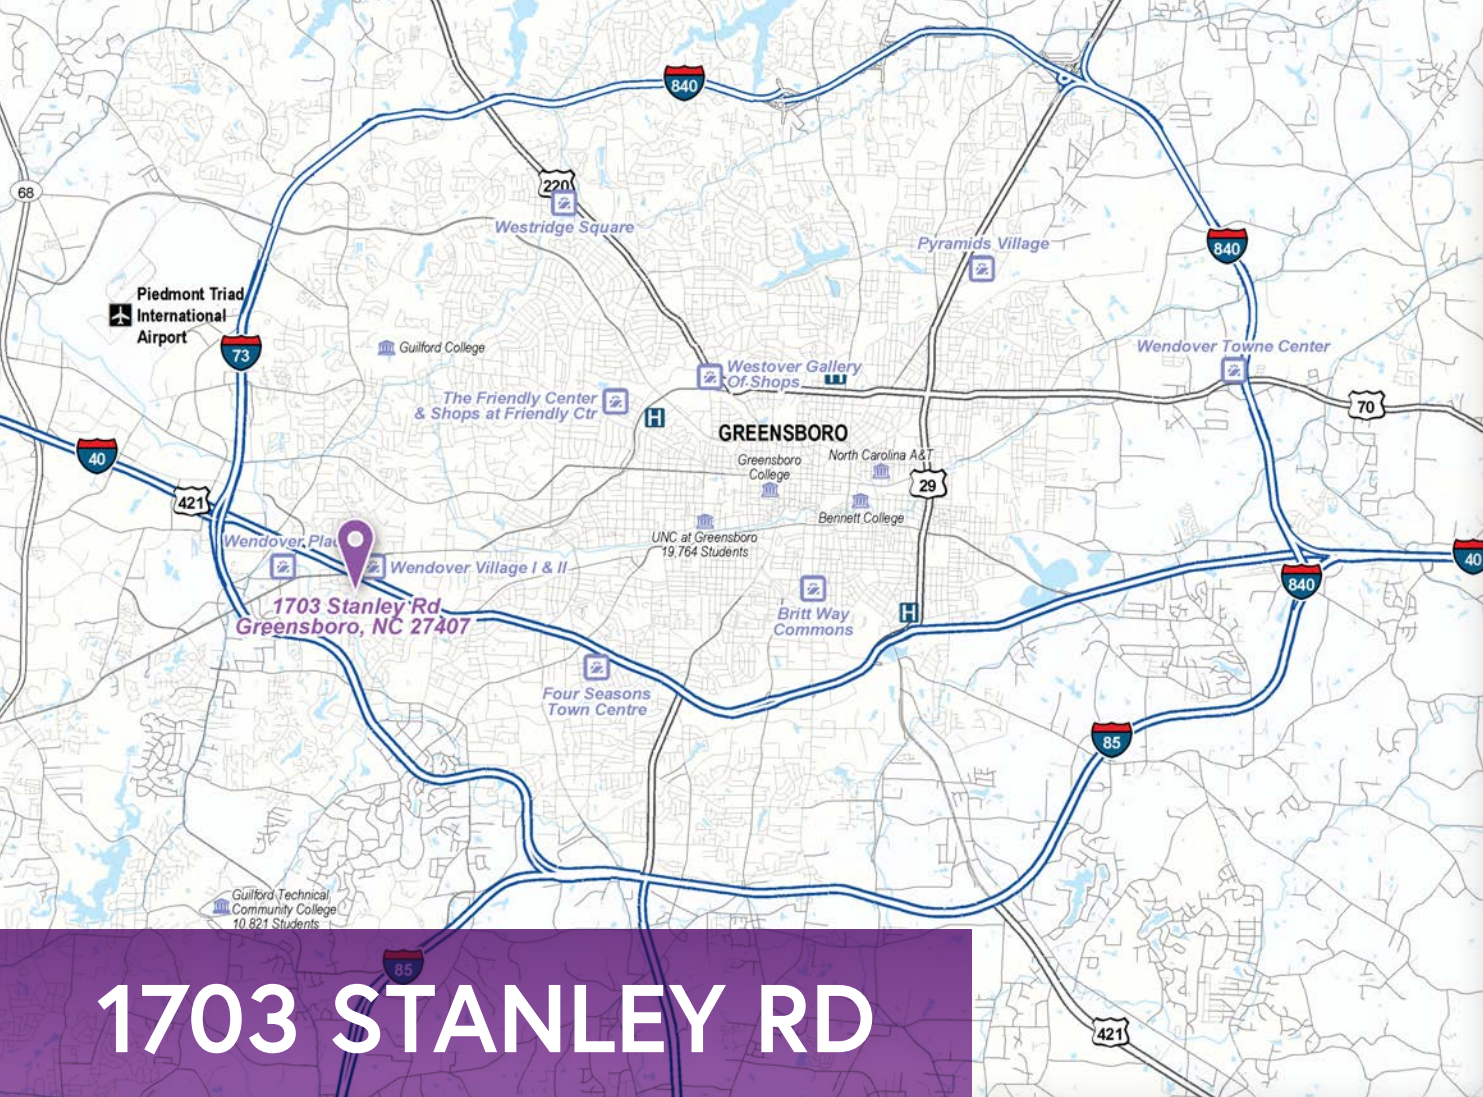 840
220
68
Westridge Square
Pyramids Village
840
Piedmont Triad
International
Airport
73
Guilford College
Wendover Towne Center
Westover Gallery
Of Shops
H
The Friendly Center
& Shops at Friendly Ctr
H
70
GREENSBORO
40
Greensboro
College
North Carolina A&T
29
421
Bennett College
UNC at Greensboro
19,764 Students
Wendover Plac
Wendover Village I & II
40
840
1703 Stanley Rd
Greensboro, NC 27407
Britt Way
Commons
H
Four Seasons
Town Centre
85
Guilford Technical
Community College
10,821 Students
85
1703 STANLEY RD
421